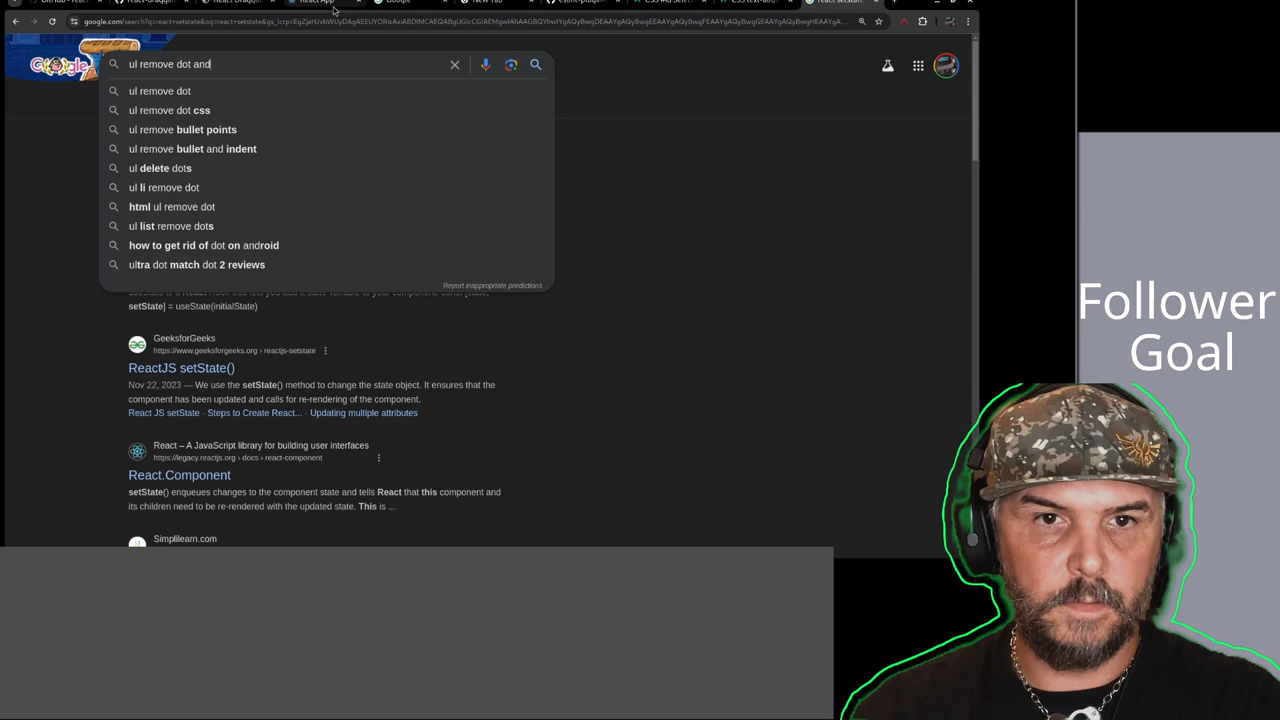 React App
Google
New Tab
ul remove dot and
ul remove dot
ul remove dot css
ul remove bullet points
ul remove bullet and indent
ul delete dots
ul li remove dot
html ul remove dot
ul list remove dots
how to get rid of dot on android
ultra dot match dot 2 reviews
Report inappropriate predictions
setState] = useState(initialState)
GeeksforGeeks
https://www.geeksforgeeks.org › reactjs-setstate
ReactJS setState()
Nov 22, 2023 — We use the setState() method to change the state object. It ensures that the
component has been updated and calls for re-rendering of the component.
React JS setState · Steps to Create React... · Updating multiple attributes
React – A JavaScript library for building user interfaces
https://legacy.reactjs.org › docs › react-component
React.Component
setState() enqueues changes to the component state and tells React that this component and
its children need to be re-rendered with the updated state. This is ...
Simplilearn.com
Follower
Goal